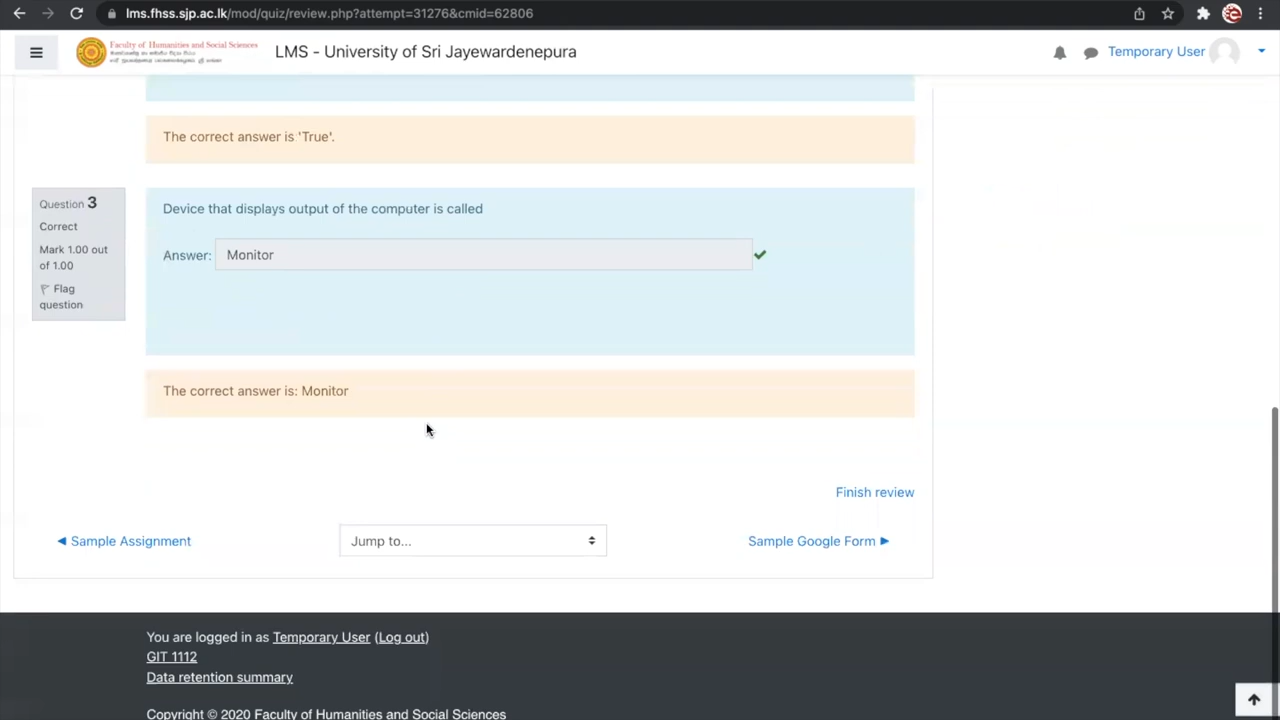 lms.fhss.sjp.ac.lk/mod/quiz/review.php?attempt=31276&cmid=62806
Faculty of Humanities and Social Sciences
LMS - University of Sri Jayewardenepura
Temporary User
The correct answer is 'True'.
Question 3
Correct
Mark 1.00 out
of 1.00
Flag
question
Device that displays output of the computer is called
Answer: Monitor
The correct answer is: Monitor
Finish review
◄ Sample Assignment
Jump to...
Sample Google Form ►
You are logged in as Temporary User (Log out)
GIT 1112
Data retention summary
Copyright © 2020 Faculty of Humanities and Social Sciences